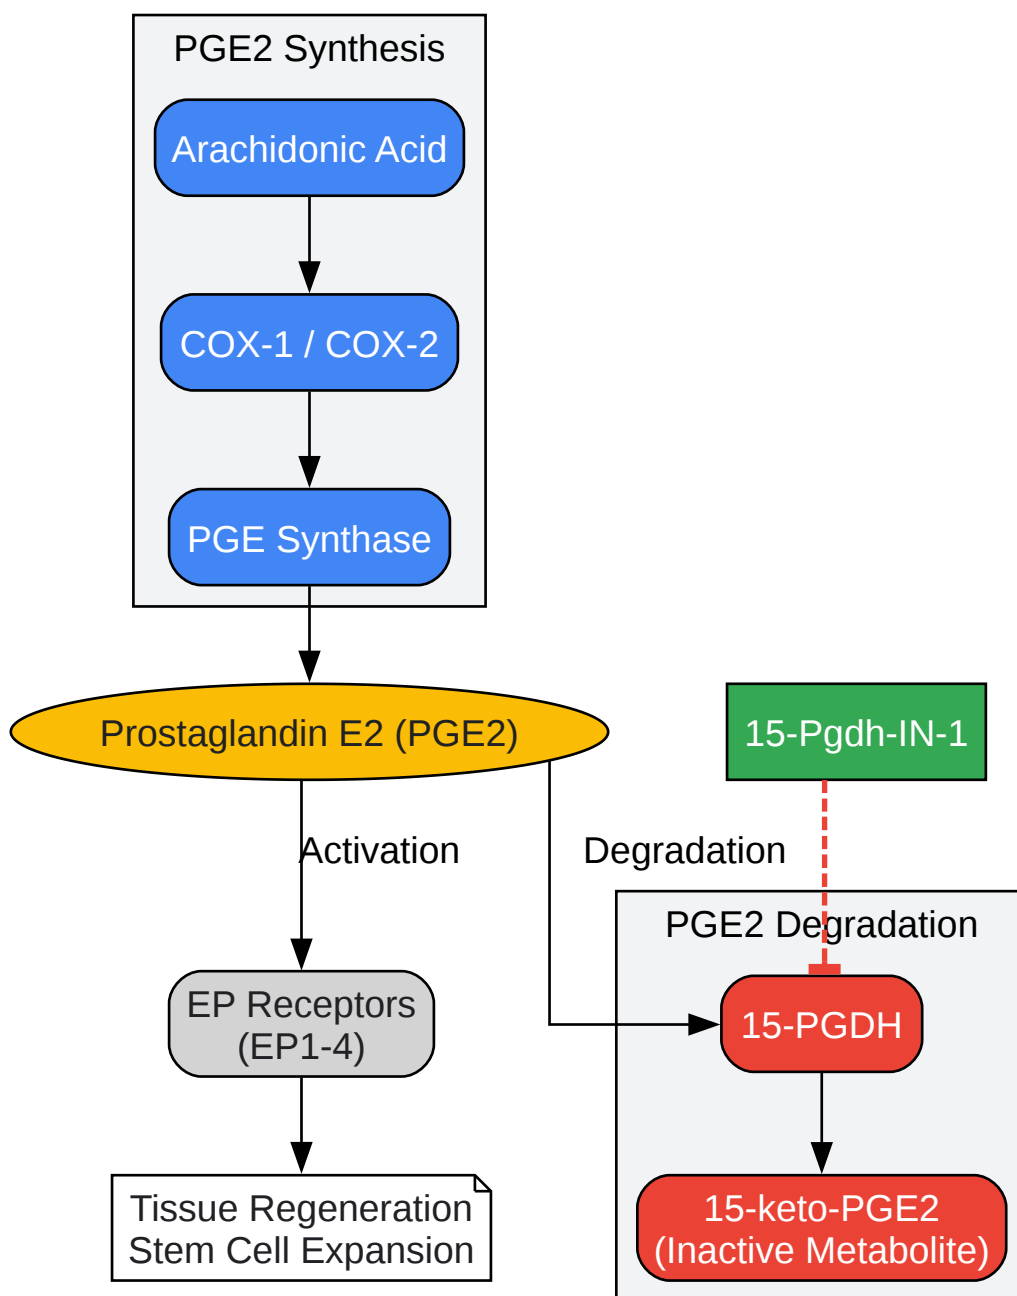 PGE2 Synthesis
Arachidonic Acid
COX-1 / COX-2
PGE Synthase
Prostaglandin E2 (PGE2)
15-Pgdh-IN-1
Activation
Degradation
PGE2 Degradation
EP Receptors
(EP1-4)
15-PGDH
Tissue Regeneration
Stem Cell Expansion
15-keto-PGE2
(Inactive Metabolite)